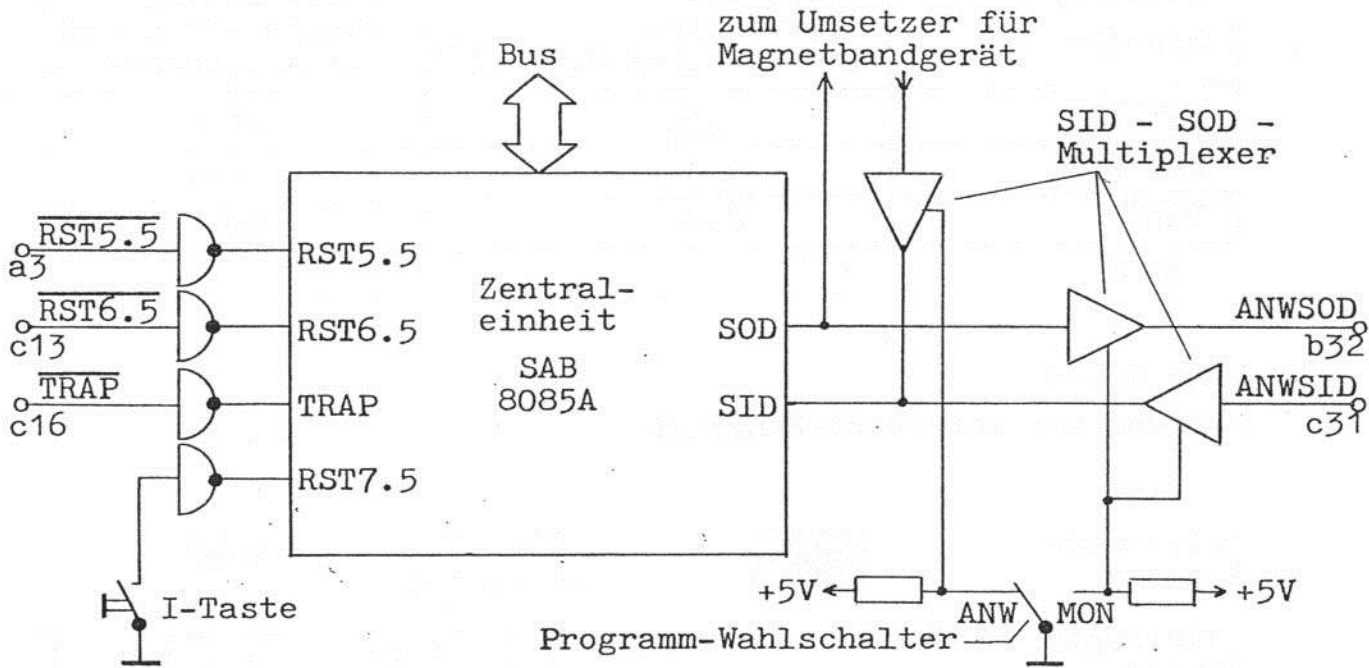 zum Umsetzer für
Magnetbandgerät
Bus
SID - SOD -
Multiplexer
RST5.5
a3
RST5.5
RST6.5
c13
RST6.5
TRAP
c16
TRAP
RST7.5
Zentral-
einheit
SAB
8085A
SOD
SID
ANWSOD
b32
ANWSID
c31
I-Taste
+5V
ANW
MON
+5V
Programm-Wahlschalter